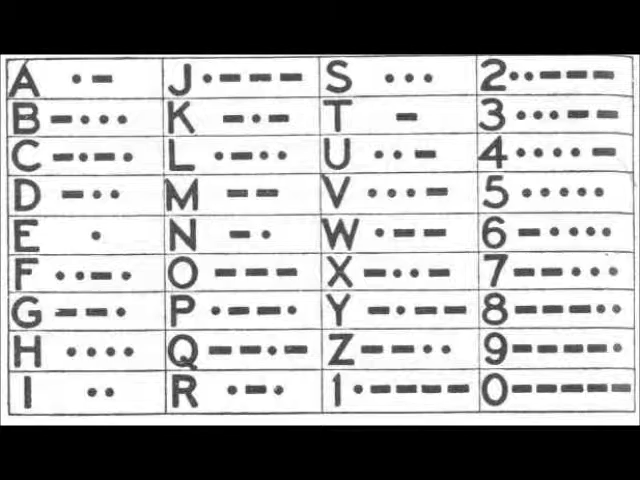 A •– J •––– S ••• 2 ••–––
B –••• K –•– T – 3 •••––
C –•–• L •–•• U ••– 4 ••••–
D –•• M –– V •••– 5 •••••
E • N –• W •–– 6 –••••
F ••–• O ––– X –••– 7 ––•••
G ––• P •––• Y –•–– 8 –––••
H •••• Q ––•– Z ––•• 9 ––––•
I •• R •–• 1 •–––– 0 –––––